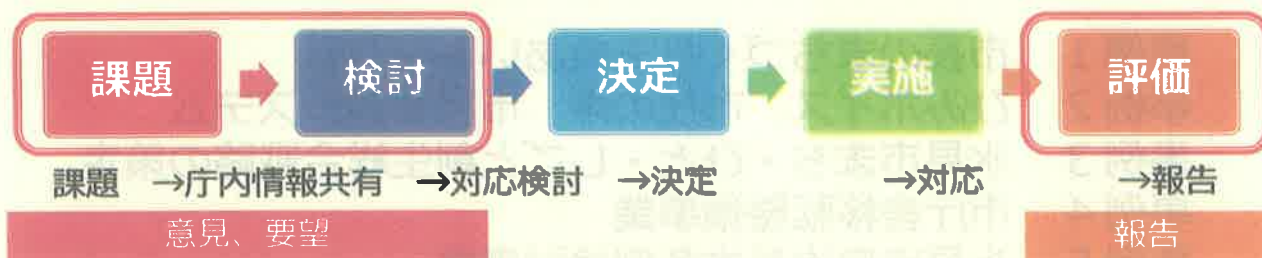 課題 検討 決定 実施 評価
課題 →庁内情報共有 →対応検討 →決定 →対応 →報告
意見、要望 報告